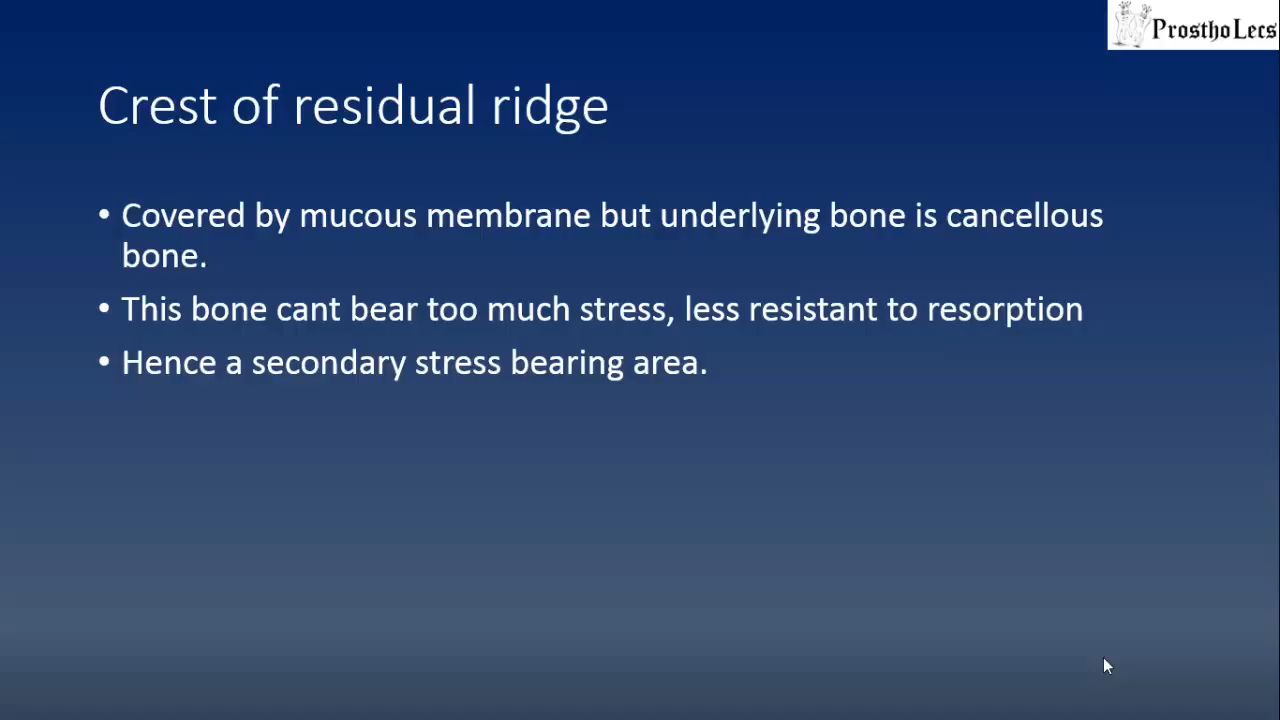 ProsthoLecs
Crest of residual ridge
• Covered by mucous membrane but underlying bone is cancellous
bone.
• This bone cant bear too much stress, less resistant to resorption
• Hence a secondary stress bearing area.